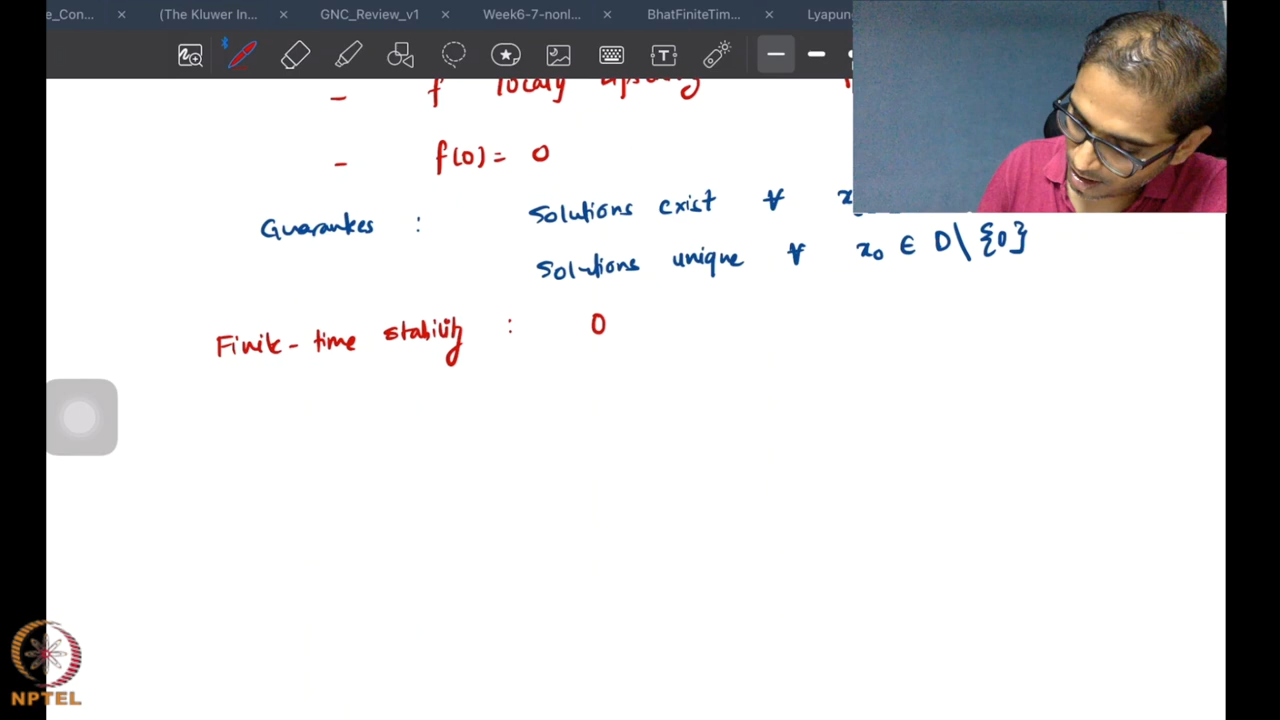 e_Con... × (The Kluwer In... × GNC_Review_v1 × Week6-7-nonl... × BhatFiniteTim... × Lyapun
- f
- f(0) = 0
Guarantees : Solutions exist ∀
Solutions unique ∀ x₀ ∈ D\{0}
Finite-time stability : 0
NPTEL